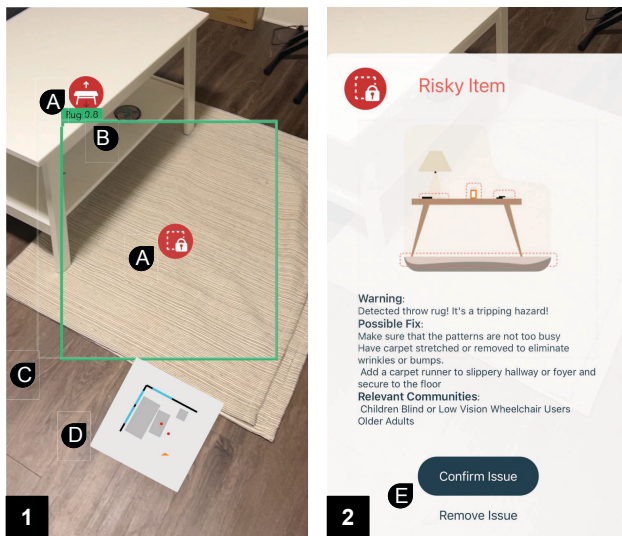 A
Rug 0.8
B
A
C
D
1
Risky Item
Warning:
Detected throw rug! It's a tripping hazard!
Possible Fix:
Make sure that the patterns are not too busy
Have carpet stretched or removed to eliminate
wrinkles or bumps.
Add a carpet runner to slippery hallway or foyer and
secure to the floor
Relevant Communities:
Children Blind or Low Vision Wheelchair Users
Older Adults
E
Confirm Issue
Remove Issue
2